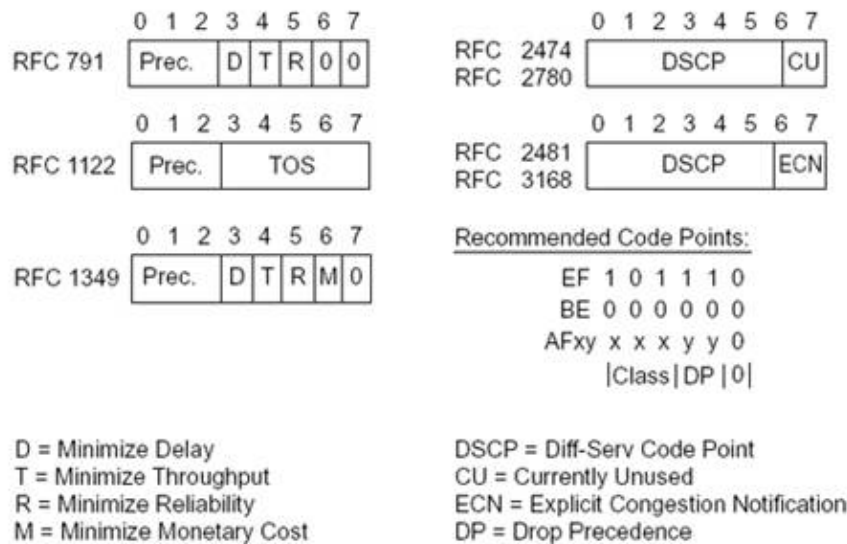 0 1 2 3 4 5 6 7
RFC 791 Prec. D T R 0 0
0 1 2 3 4 5 6 7
RFC 1122 Prec. TOS
0 1 2 3 4 5 6 7
RFC 1349 Prec. D T R M 0
0 1 2 3 4 5 6 7
RFC 2474 DSCP CU
RFC 2780
0 1 2 3 4 5 6 7
RFC 2481 DSCP ECN
RFC 3168
Recommended Code Points:
EF 1 0 1 1 1 0
BE 0 0 0 0 0 0
AFxy x x x y y 0
|Class|DP|0|
D = Minimize Delay
T = Minimize Throughput
R = Minimize Reliability
M = Minimize Monetary Cost
DSCP = Diff-Serv Code Point
CU = Currently Unused
ECN = Explicit Congestion Notification
DP = Drop Precedence